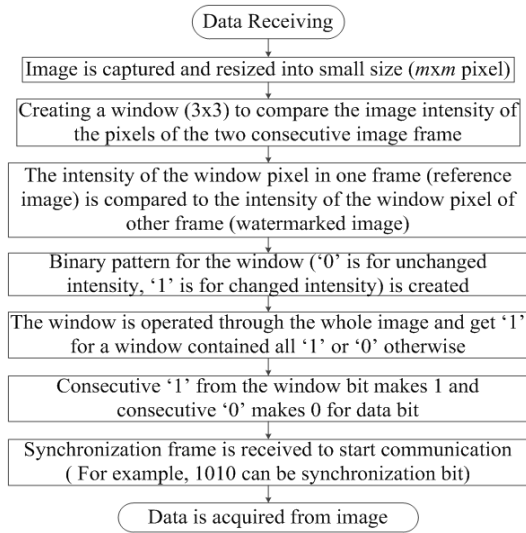 Data Receiving
Image is captured and resized into small size (mxm pixel)
Creating a window (3x3) to compare the image intensity of
the pixels of the two consecutive image frame
The intensity of the window pixel in one frame (reference
image) is compared to the intensity of the window pixel of
other frame (watermarked image)
Binary pattern for the window (‘0’ is for unchanged
intensity, ‘1’ is for changed intensity) is created
The window is operated through the whole image and get ‘1’
for a window contained all ‘1’ or ‘0’ otherwise
Consecutive ‘1’ from the window bit makes 1 and
consecutive ‘0’ makes 0 for data bit
Synchronization frame is received to start communication
( For example, 1010 can be synchronization bit)
Data is acquired from image